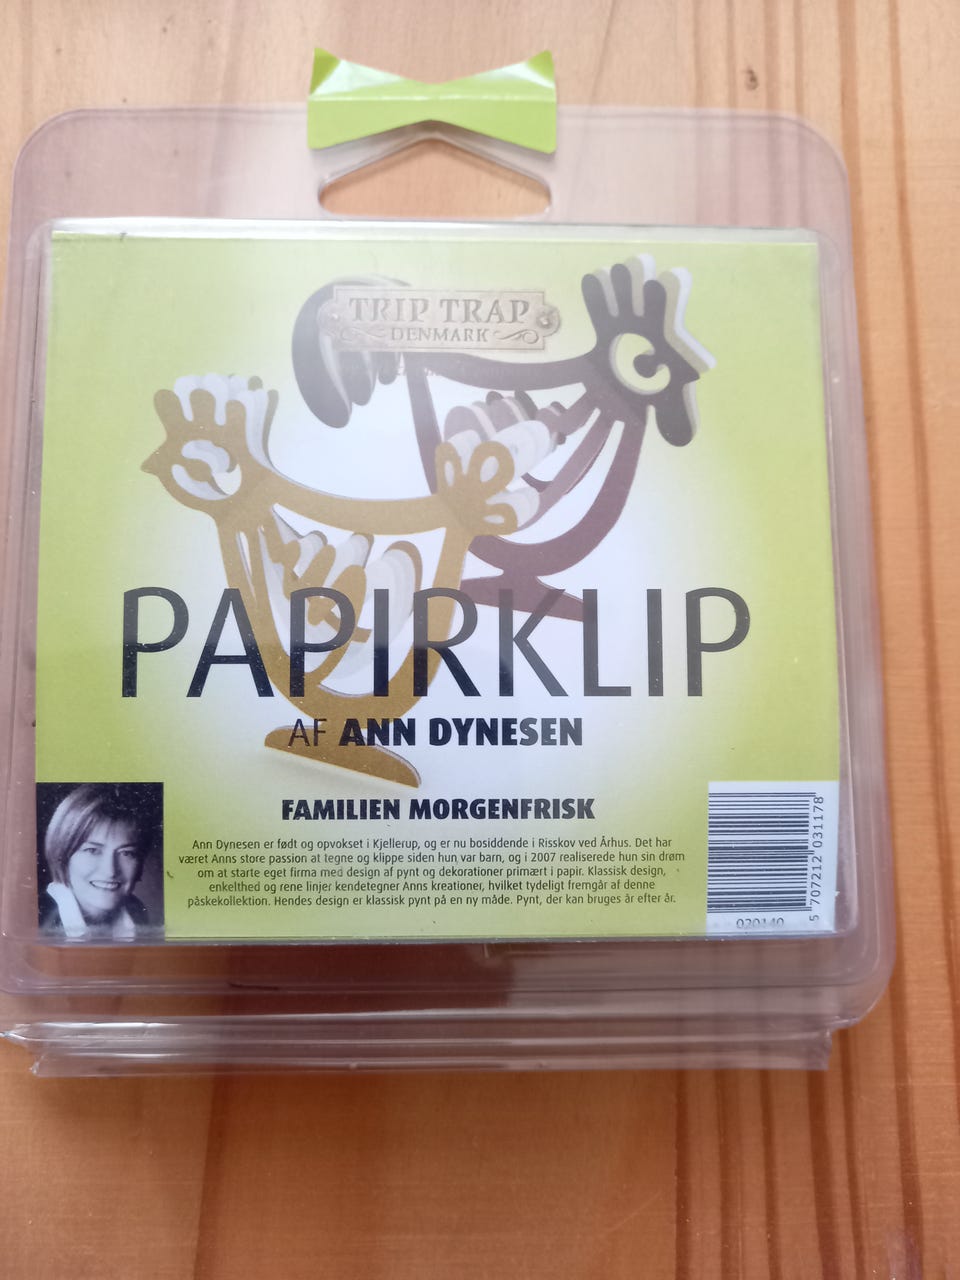 TRIP TRAP
DENMARK
PAPIRKLIP
AF ANN DYNESEN
FAMILIEN MORGENFRISK
Ann Dynesen er født og opvokset i Kjellerup, og er nu bosiddende i Risskov ved Århus. Det har
været Anns store passion at tegne og klippe siden hun var barn, og i 2007 realiserede hun sin drøm
om at starte eget firma med design af pynt og dekorationer primært i papir. Klassisk design,
enkelthed og rene linjer kendetegner Anns kreationer, hvilket tydeligt fremgår af denne
påskekollektion. Hendes design er klassisk pynt på en ny måde. Pynt, der kan bruges år efter år.
5 707212 031178
020140